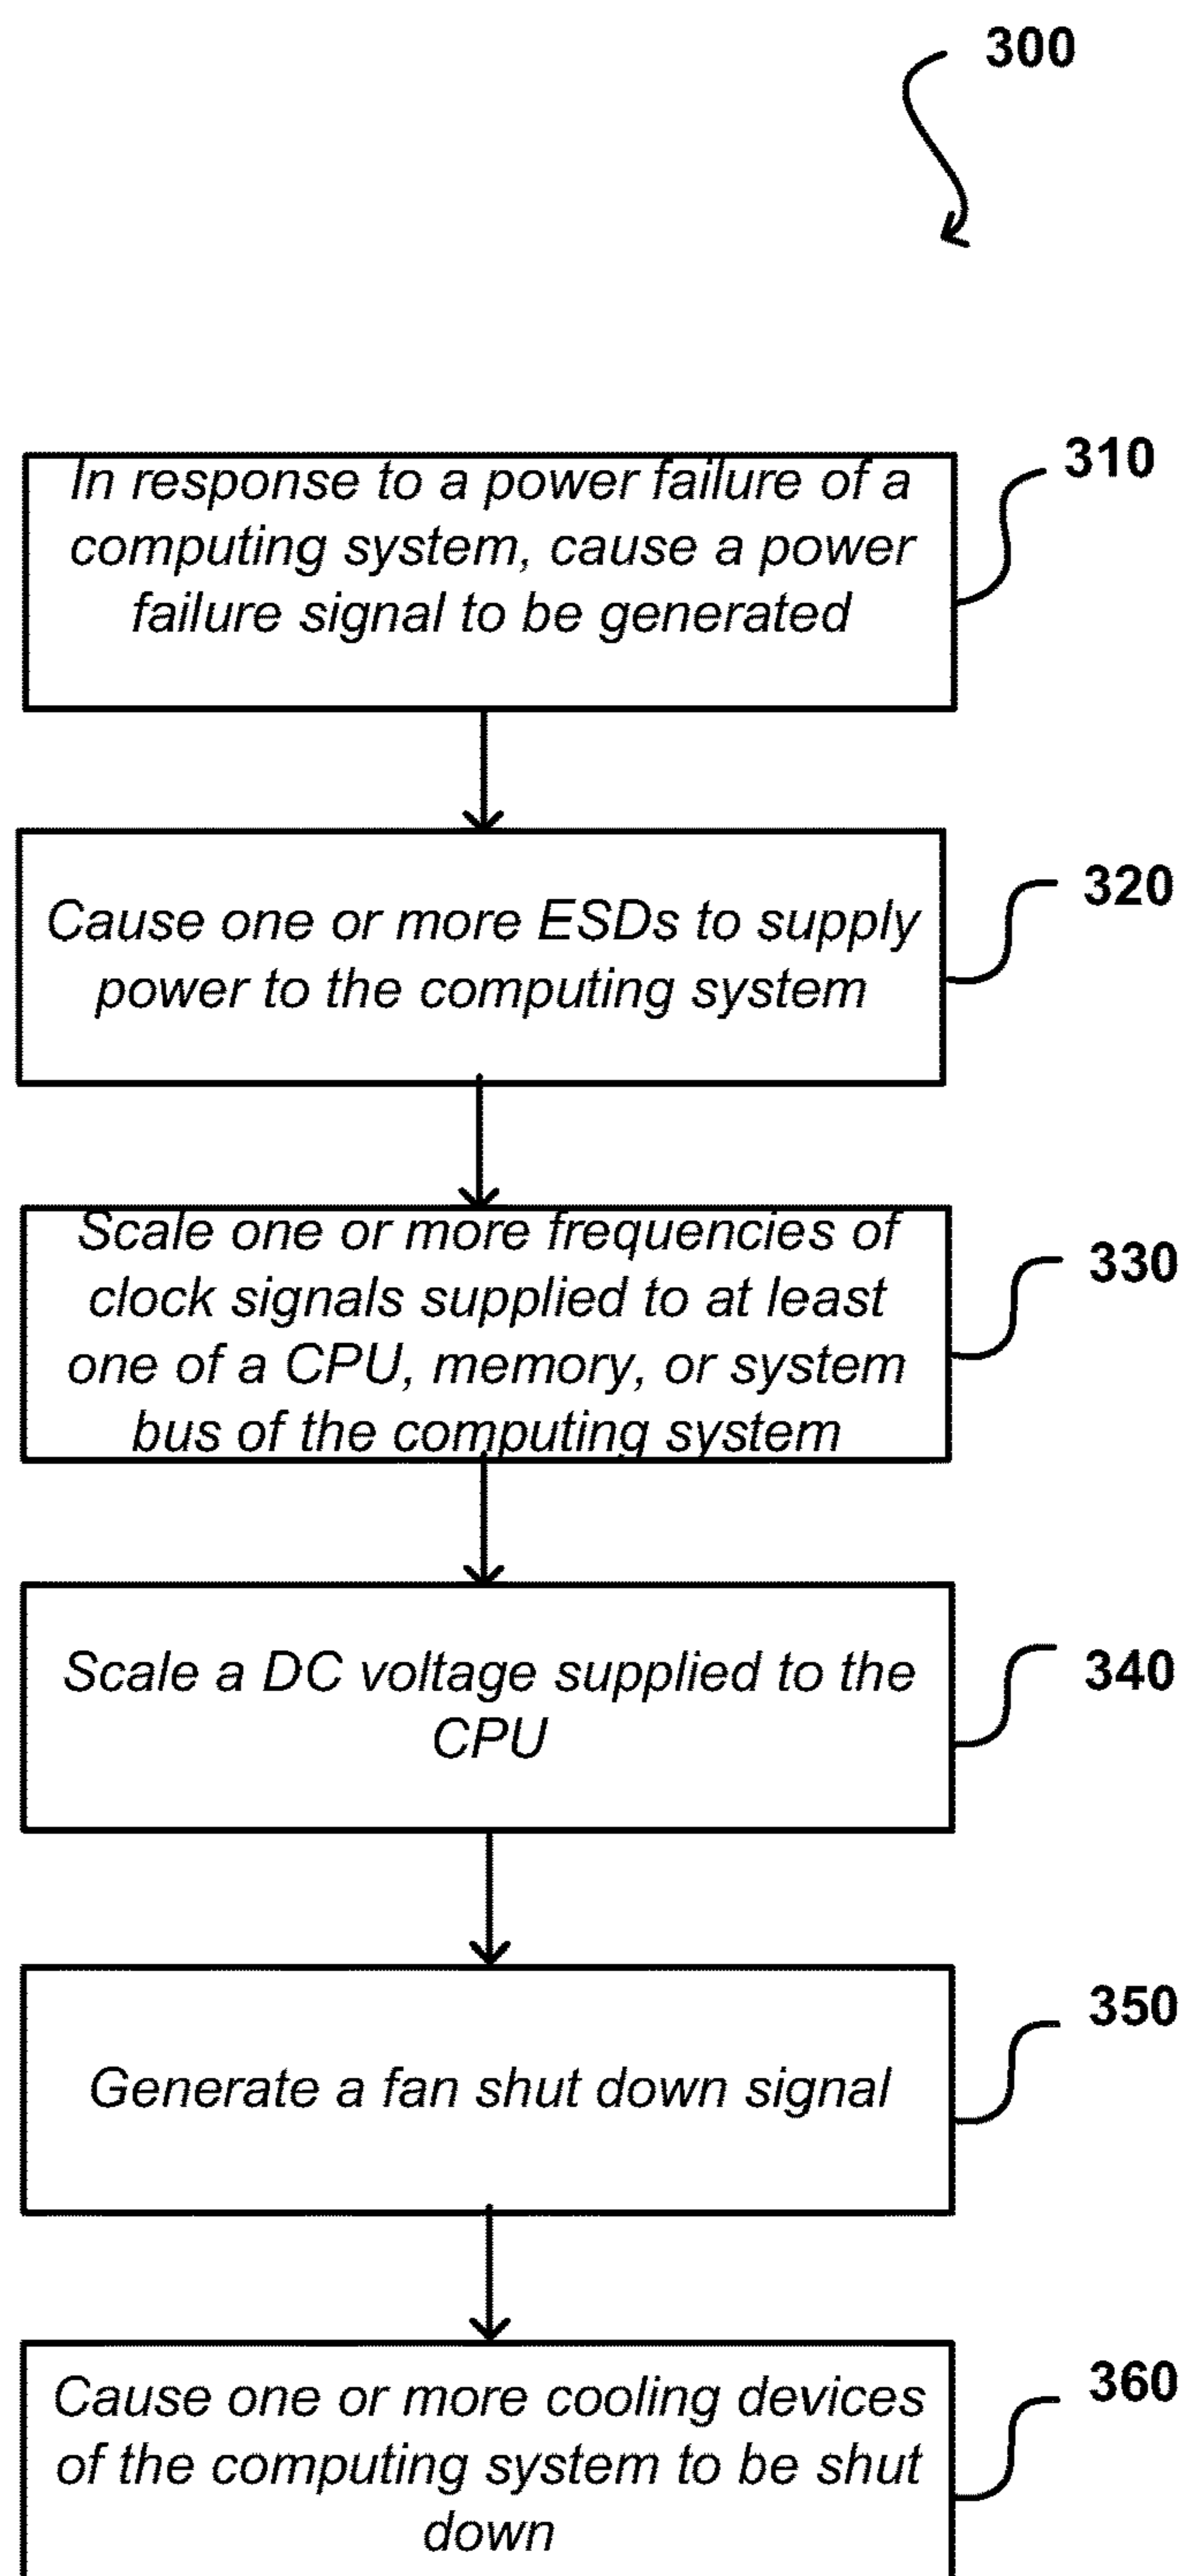 300
In response to a power failure of a
computing system, cause a power
failure signal to be generated
310
Cause one or more ESDs to supply
power to the computing system
320
Scale one or more frequencies of
clock signals supplied to at least
one of a CPU, memory, or system
bus of the computing system
330
Scale a DC voltage supplied to the
CPU
340
Generate a fan shut down signal
350
Cause one or more cooling devices
of the computing system to be shut
down
360